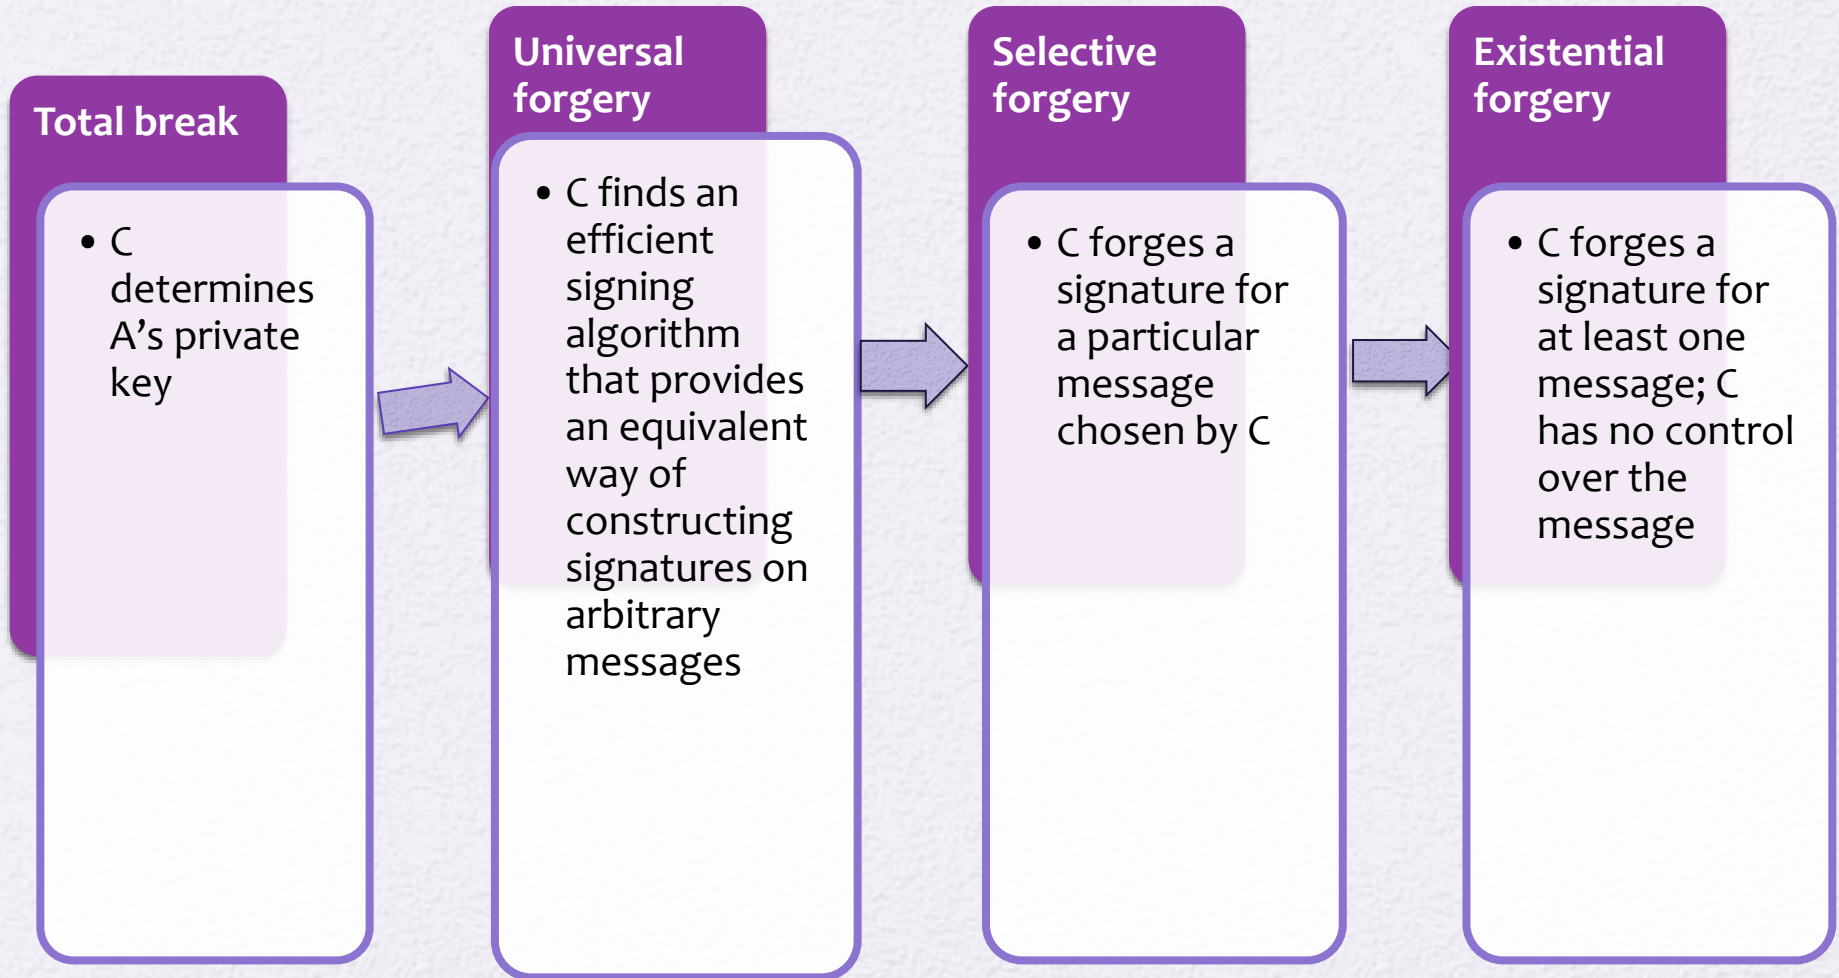 Total break
• C
determines
A’s private
key
Universal
forgery
• C finds an
efficient
signing
algorithm
that provides
an equivalent
way of
constructing
signatures on
arbitrary
messages
Selective
forgery
• C forges a
signature for
a particular
message
chosen by C
Existential
forgery
• C forges a
signature for
at least one
message; C
has no control
over the
message